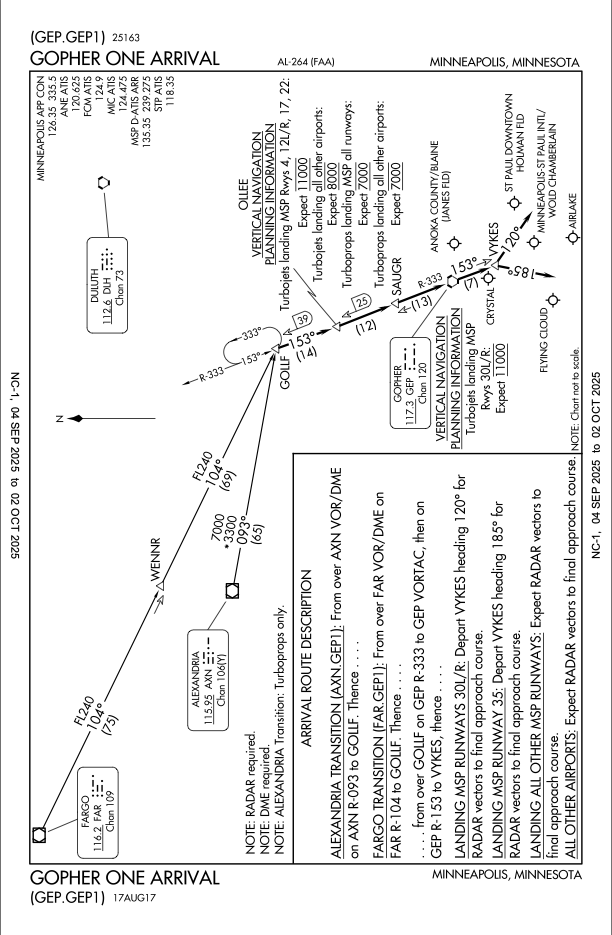 (GEP.GEP1) 25163
GOPHER ONE ARRIVAL
AL-264 (FAA)
MINNEAPOLIS, MINNESOTA
MINNEAPOLIS APP CON
126.35 335.5
ANE ATIS
120.625
FCM ATIS
124.9
MIC ATIS
124.475
MSP D-ATIS ARR
135.35 239.275
STP ATIS
118.35
DULUTH
112.6 DLH
Chan 73
OLLEE
VERTICAL NAVIGATION
PLANNING INFORMATION
Turbojets landing MSP Rwys 4, 12L/R, 17, 22:
Expect 11000
Turbojets landing all other airports:
Expect 8000
Turboprops landing MSP all runways:
Expect 7000
Turboprops landing all other airports:
Expect 7000
ANOKA COUNTY/BLAINE
(JANES FLD)
ST PAUL DOWNTOWN
HOLMAN FLD
MINNEAPOLIS-ST PAUL INTL/
WOLD CHAMBERLAIN
AIRLAKE
VYKES
120°
185°
CRYSTAL
FLYING CLOUD
R-333
153°
(7)
SAUGR
(13)
25
(12)
39
153°
(14)
333°
153°
R-333
GOLLF
GOPHER
117.3 GEP
Chan 120
VERTICAL NAVIGATION
PLANNING INFORMATION
Turbojets landing MSP
Rwys 30L/R:
Expect 11000
NOTE: Chart not to scale.
N
FL240
104°
(69)
7000
*3300
093°
(65)
WENNR
ALEXANDRIA
115.95 AXN
Chan 106(Y)
FL240
104°
(75)
FARGO
116.2 FAR
Chan 109
NOTE: RADAR required.
NOTE: DME required.
NOTE: ALEXANDRIA Transition: Turboprops only.
ARRIVAL ROUTE DESCRIPTION
ALEXANDRIA TRANSITION (AXN.GEP1): From over AXN VOR/DME
on AXN R-093 to GOLLF. Thence . . . .
FARGO TRANSITION (FAR.GEP1): From over FAR VOR/DME on
FAR R-104 to GOLLF. Thence . . . .
. . . . from over GOLLF on GEP R-333 to GEP VORTAC, then on
GEP R-153 to VYKES, thence . . . .
LANDING MSP RUNWAYS 30L/R: Depart VYKES heading 120° for
RADAR vectors to final approach course.
LANDING MSP RUNWAY 35: Depart VYKES heading 185° for
RADAR vectors to final approach course.
LANDING ALL OTHER MSP RUNWAYS: Expect RADAR vectors to
final approach course.
ALL OTHER AIRPORTS: Expect RADAR vectors to final approach course.
NC-1, 04 SEP 2025 to 02 OCT 2025
NC-1, 04 SEP 2025 to 02 OCT 2025
GOPHER ONE ARRIVAL
(GEP.GEP1) 17AUG17
MINNEAPOLIS, MINNESOTA